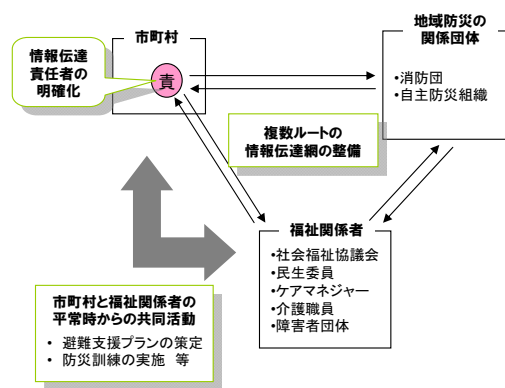 市町村
地域防災の
関係団体
情報伝達
責任者の
明確化
責
•消防団
•自主防災組織
複数ルートの
情報伝達網の整備
福祉関係者
•社会福祉協議会
•民生委員
•ケアマネジャー
•介護職員
•障害者団体
市町村と福祉関係者の
平常時からの共同活動
• 避難支援プランの策定
• 防災訓練の実施 等